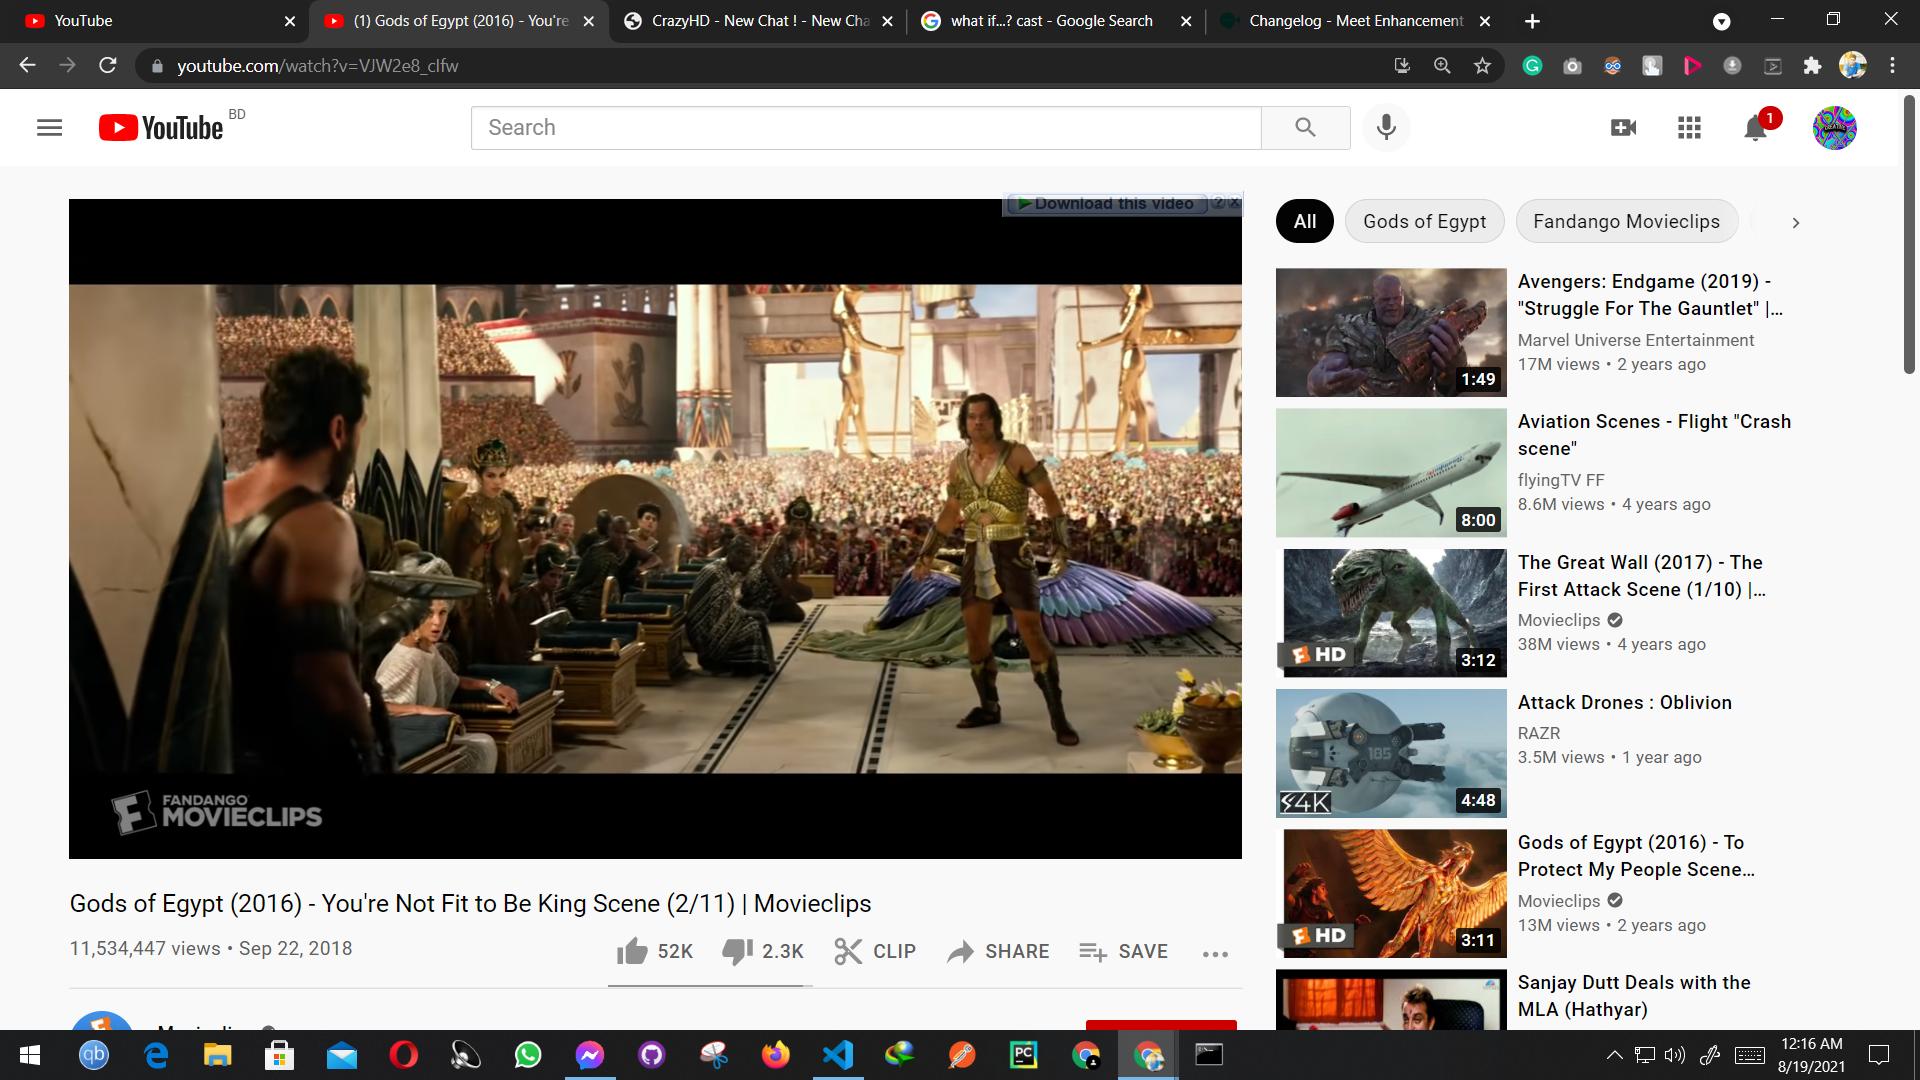 YouTube
(1) Gods of Egypt (2016) - You're
CrazyHD - New Chat ! - New Cha
what if...? cast - Google Search
Changelog - Meet Enhancement
youtube.com/watch?v=VJW2e8_clfw
YouTube BD
Search
1
Download this video
All
Gods of Egypt
Fandango Movieclips
Avengers: Endgame (2019) -
"Struggle For The Gauntlet" |...
Marvel Universe Entertainment
17M views • 2 years ago
1:49
Aviation Scenes - Flight "Crash
scene"
flyingTV FF
8.6M views • 4 years ago
8:00
The Great Wall (2017) - The
First Attack Scene (1/10) |...
Movieclips
38M views • 4 years ago
HD
3:12
Attack Drones : Oblivion
RAZR
3.5M views • 1 year ago
185
4K
4:48
Gods of Egypt (2016) - To
Protect My People Scene...
Movieclips
13M views • 2 years ago
HD
3:11
Sanjay Dutt Deals with the
MLA (Hathyar)
FANDANGO
MOVIECLIPS
Gods of Egypt (2016) - You're Not Fit to Be King Scene (2/11) | Movieclips
11,534,447 views • Sep 22, 2018
52K
2.3K
CLIP
SHARE
SAVE
qb
PC
12:16 AM
8/19/2021